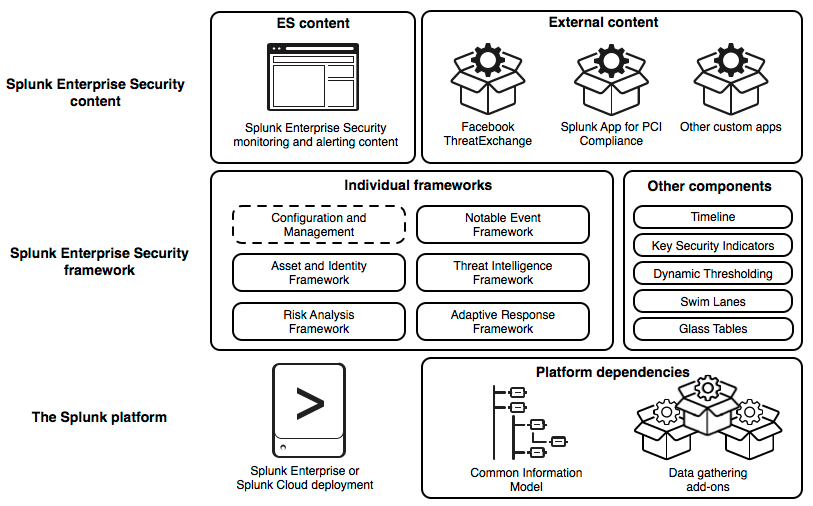 Splunk Enterprise Security
content
ES content
Splunk Enterprise Security
monitoring and alerting content
External content
Facebook
ThreatExchange
Splunk App for PCI
Compliance
Other custom apps
Splunk Enterprise Security
framework
Individual frameworks
Configuration and
Management
Notable Event
Framework
Asset and Identity
Framework
Threat Intelligence
Framework
Risk Analysis
Framework
Adaptive Response
Framework
Other components
Timeline
Key Security Indicators
Dynamic Thresholding
Swim Lanes
Glass Tables
The Splunk platform
>
Splunk Enterprise or
Splunk Cloud deployment
Platform dependencies
Common Information
Model
Data gathering
add-ons